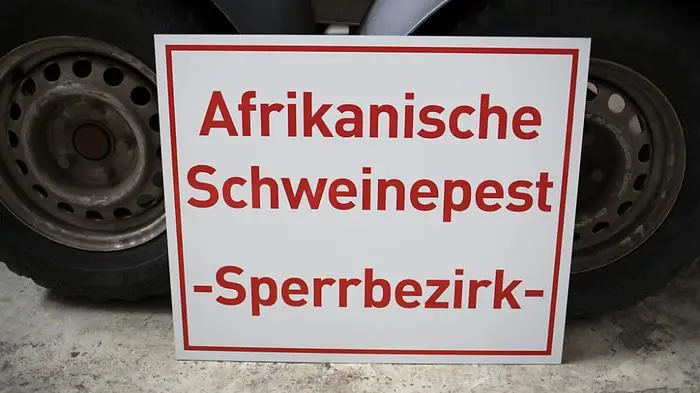 Afrikanische
Schweinepest
-Sperrbezirk-